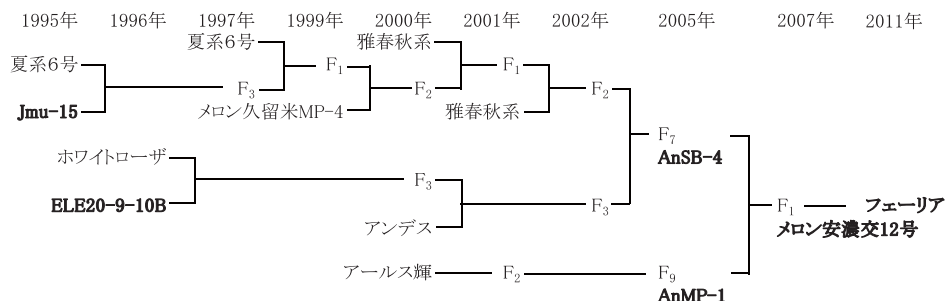 1995年 1996年 1997年 1999年 2000年 2001年 2002年 2005年 2007年 2011年
夏系6号 雅春秋系
夏系6号 F1 F1
F3 F2 F2
Jmu-15 メロン久留米MP-4 雅春秋系
F7
AnSB-4
ホワイトローザ
F3
ELE20-9-10B F3 F1 フェーリア
アンデス メロン安濃交12号
アールス輝 F2 F9
AnMP-1